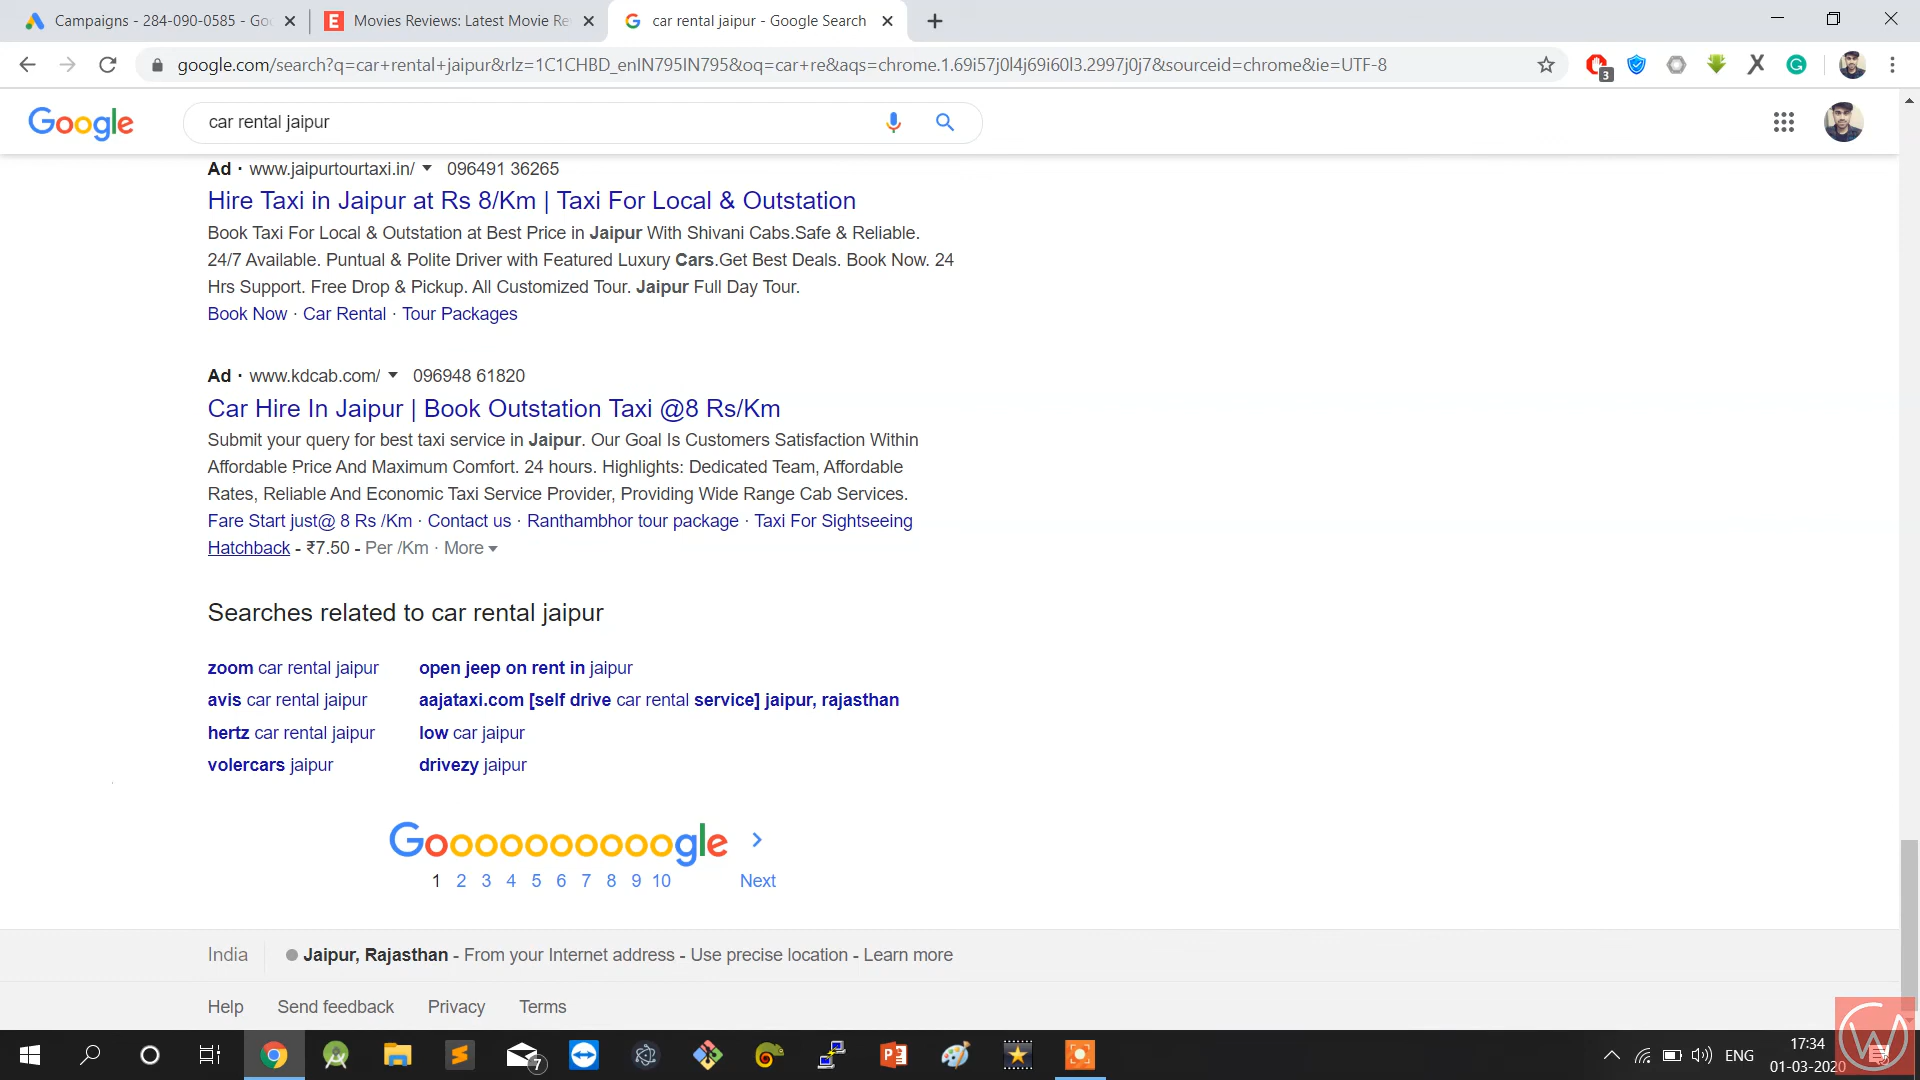 Campaigns - 284-090-0585 - Go
Movies Reviews: Latest Movie Re
car rental jaipur - Google Search
google.com/search?q=car+rental+jaipur&rlz=1C1CHBD_enIN795IN795&oq=car+re&aqs=chrome.1.69i57j0l4j69i60l3.2997j0j7&sourceid=chrome&ie=UTF-8
3
Google
car rental jaipur
Ad · www.jaipurtourtaxi.in/ 096491 36265
Hire Taxi in Jaipur at Rs 8/Km | Taxi For Local & Outstation
Book Taxi For Local & Outstation at Best Price in Jaipur With Shivani Cabs.Safe & Reliable.
24/7 Available. Puntual & Polite Driver with Featured Luxury Cars.Get Best Deals. Book Now. 24
Hrs Support. Free Drop & Pickup. All Customized Tour. Jaipur Full Day Tour.
Book Now · Car Rental · Tour Packages
Ad · www.kdcab.com/ 096948 61820
Car Hire In Jaipur | Book Outstation Taxi @8 Rs/Km
Submit your query for best taxi service in Jaipur. Our Goal Is Customers Satisfaction Within
Affordable Price And Maximum Comfort. 24 hours. Highlights: Dedicated Team, Affordable
Rates, Reliable And Economic Taxi Service Provider, Providing Wide Range Cab Services.
Fare Start just@ 8 Rs /Km · Contact us · Ranthambhor tour package · Taxi For Sightseeing
Hatchback - ₹7.50 - Per /Km · More
Searches related to car rental jaipur
zoom car rental jaipur
open jeep on rent in jaipur
avis car rental jaipur
aajataxi.com [self drive car rental service] jaipur, rajasthan
hertz car rental jaipur
low car jaipur
volercars jaipur
drivezy jaipur
Goooooooooogle
1 2 3 4 5 6 7 8 9 10 Next
India
Jaipur, Rajasthan - From your Internet address - Use precise location - Learn more
Help Send feedback Privacy Terms
7
ENG
17:34
01-03-2020